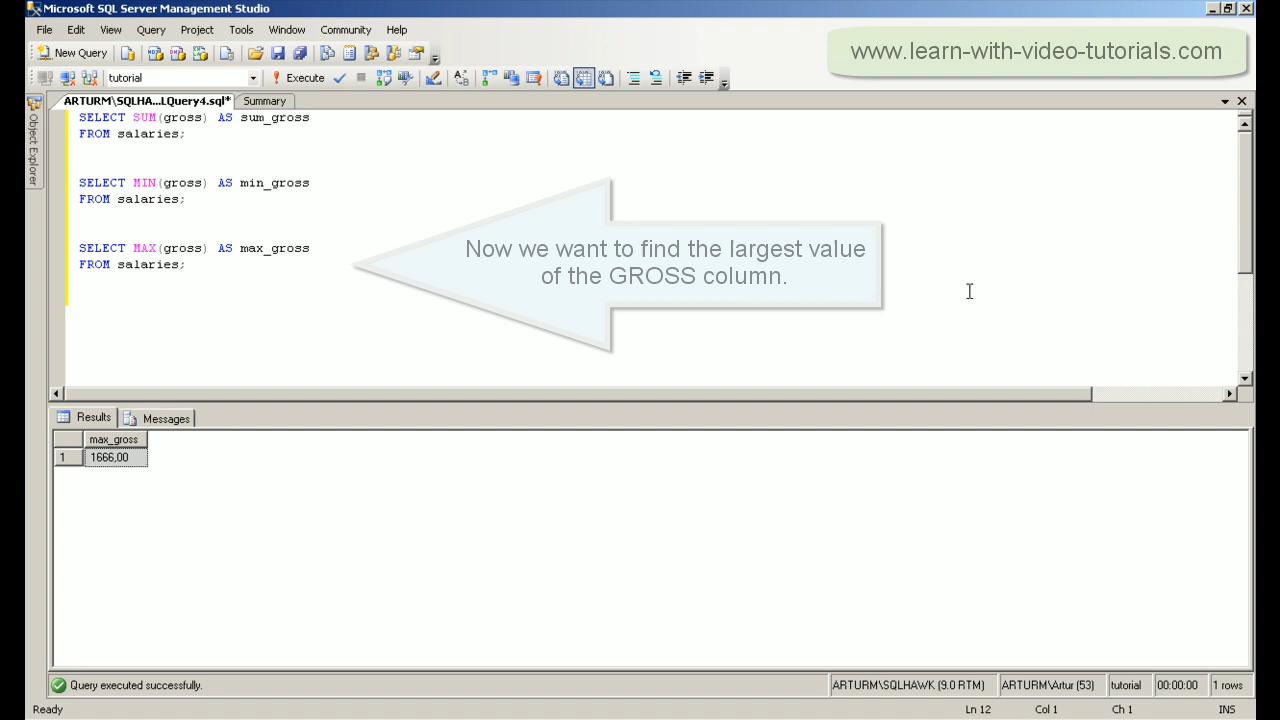 Microsoft SQL Server Management Studio
File Edit View Query Project Tools Window Community Help
New Query
www.learn-with-video-tutorials.com
tutorial Execute
ARTURM\SQLHA...LQuery4.sql* Summary
Object Explorer
SELECT SUM(gross) AS sum_gross
FROM salaries;
SELECT MIN(gross) AS min_gross
FROM salaries;
SELECT MAX(gross) AS max_gross
FROM salaries;
Now we want to find the largest value
of the GROSS column.
Results Messages
max_gross
1 1666,00
Query executed successfully. ARTURM\SQLHAWK (9.0 RTM) ARTURM\Artur (53) tutorial 00:00:00 1 rows
Ready Ln 12 Col 1 Ch 1 INS